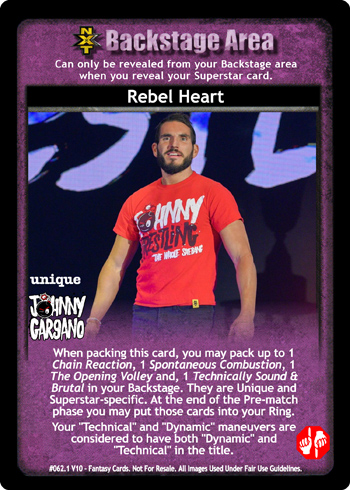 NXT
Backstage Area
Can only be revealed from your Backstage area
when you reveal your Superstar card.
Rebel Heart
JOHNNY
WRESTLING
"THE WHOLE SHEBANG"
unique
JOHNNY
GARGANO
When packing this card, you may pack up to 1
Chain Reaction, 1 Spontaneous Combustion, 1
The Opening Volley and, 1 Technically Sound &
Brutal in your Backstage. They are Unique and
Superstar-specific. At the end of the Pre-match
phase you may put those cards into your Ring.
Your "Technical" and "Dynamic" maneuvers are
considered to have both "Dynamic" and
"Technical" in the title.
#062.1 V10 - Fantasy Cards. Not For Resale. All Images Used Under Fair Use Guidelines.